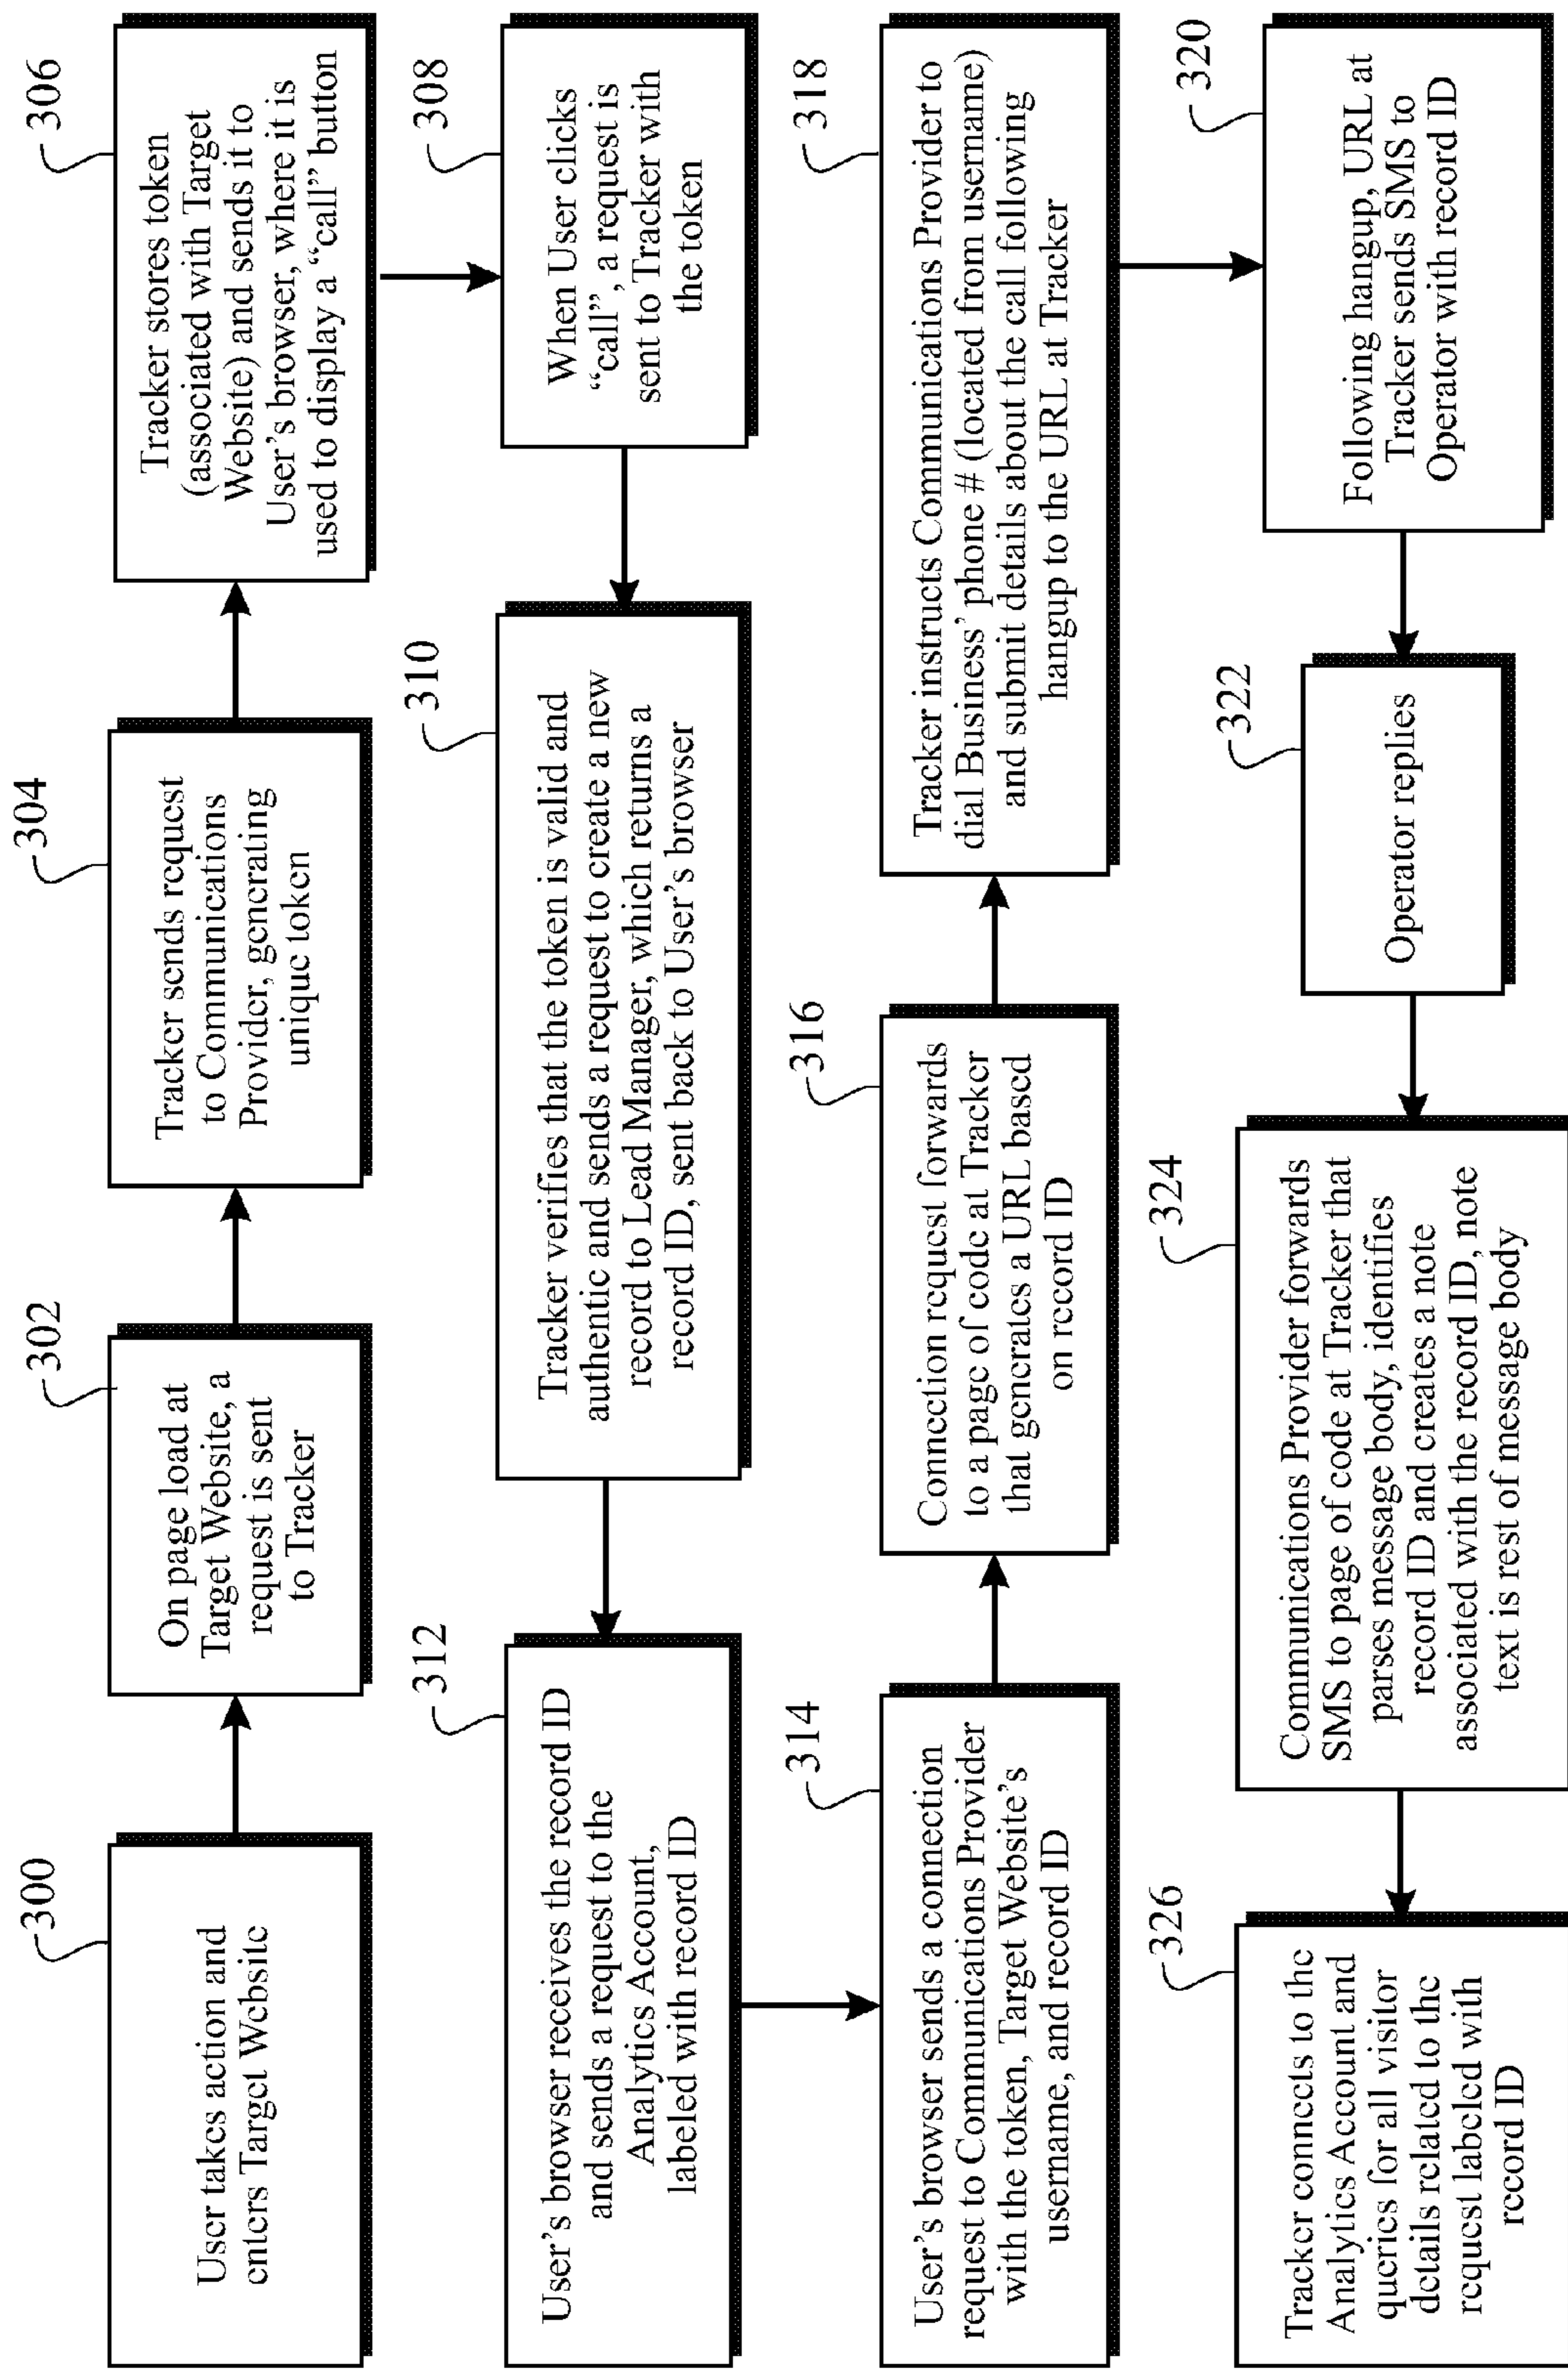 300
User takes action and
enters Target Website
302
On page load at
Target Website, a
request is sent
to Tracker
304
Tracker sends request
to Communications
Provider, generating
unique token
306
Tracker stores token
(associated with Target
Website) and sends it to
User's browser, where it is
used to display a “call” button
308
When User clicks
“call”, a request is
sent to Tracker with
the token
310
Tracker verifies that the token is valid and
authentic and sends a request to create a new
record to Lead Manager, which returns a
record ID, sent back to User's browser
312
User's browser receives the record ID
and sends a request to the
Analytics Account,
labeled with record ID
314
User's browser sends a connection
request to Communications Provider
with the token, Target Website's
username, and record ID
316
Connection request forwards
to a page of code at Tracker
that generates a URL based
on record ID
318
Tracker instructs Communications Provider to
dial Business' phone # (located from username)
and submit details about the call following
hangup to the URL at Tracker
320
Following hangup, URL at
Tracker sends SMS to
Operator with record ID
322
Operator replies
324
Communications Provider forwards
SMS to page of code at Tracker that
parses message body, identifies
record ID and creates a note
associated with the record ID, note
text is rest of message body
326
Tracker connects to the
Analytics Account and
queries for all visitor
details related to the
request labeled with
record ID